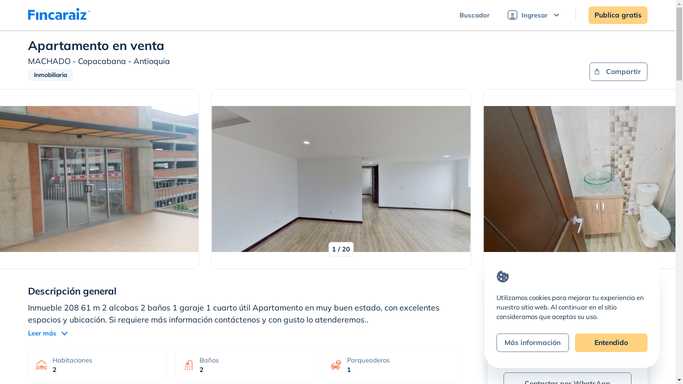 Fincaraiz
Buscador
Ingresar
Publica gratis
Apartamento en venta
MACHADO - Copacabana - Antioquia
Inmobiliaria
Compartir
1 / 20
Descripción general
Inmueble 208 61 m 2 alcobas 2 baños 1 garaje 1 cuarto útil Apartamento en muy buen estado, con excelentes
espacios y ubicación. Si requiere más información contáctenos y con gusto lo atenderemos..
Leer más
Habitaciones
2
Baños
2
Parqueaderos
1
Utilizamos cookies para mejorar tu experiencia en
nuestro sitio web. Al continuar en el sitio
consideramos que aceptas su uso.
Más información
Entendido
Contactar por WhatsApp